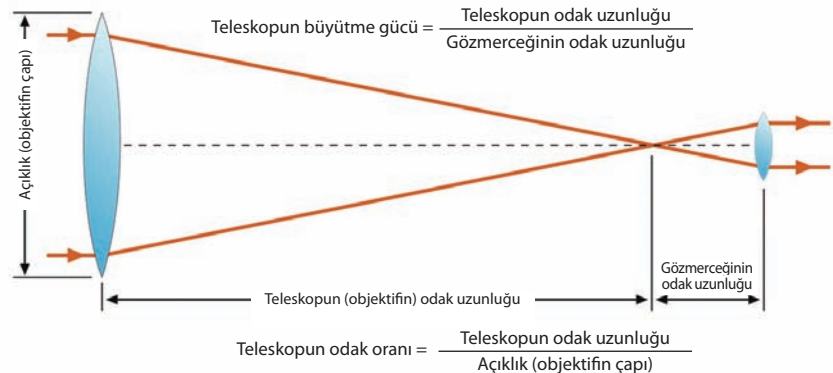 Teleskopun büyütme gücü = Teleskopun odak uzunluğu
Gözmerceğinin odak uzunluğu
Açıklık (objektifin çapı)
Gözmerceğinin
odak uzunluğu
Teleskopun (objektifin) odak uzunluğu
Teleskopun odak oranı = Teleskopun odak uzunluğu
Açıklık (objektifin çapı)